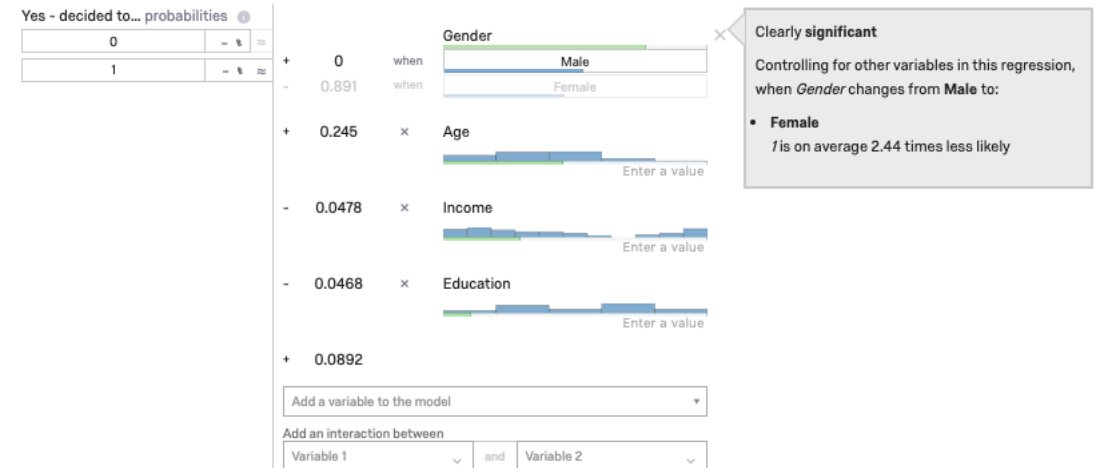 Yes - decided to... probabilities
0 - %
1 - %
Gender
+ 0 when Male
- 0.891 when Female
+ 0.245 × Age
Enter a value
- 0.0478 × Income
Enter a value
- 0.0468 × Education
Enter a value
+ 0.0892
Add a variable to the model
Add an interaction between
Variable 1 and Variable 2
Clearly significant
Controlling for other variables in this regression,
when Gender changes from Male to:
• Female
1 is on average 2.44 times less likely